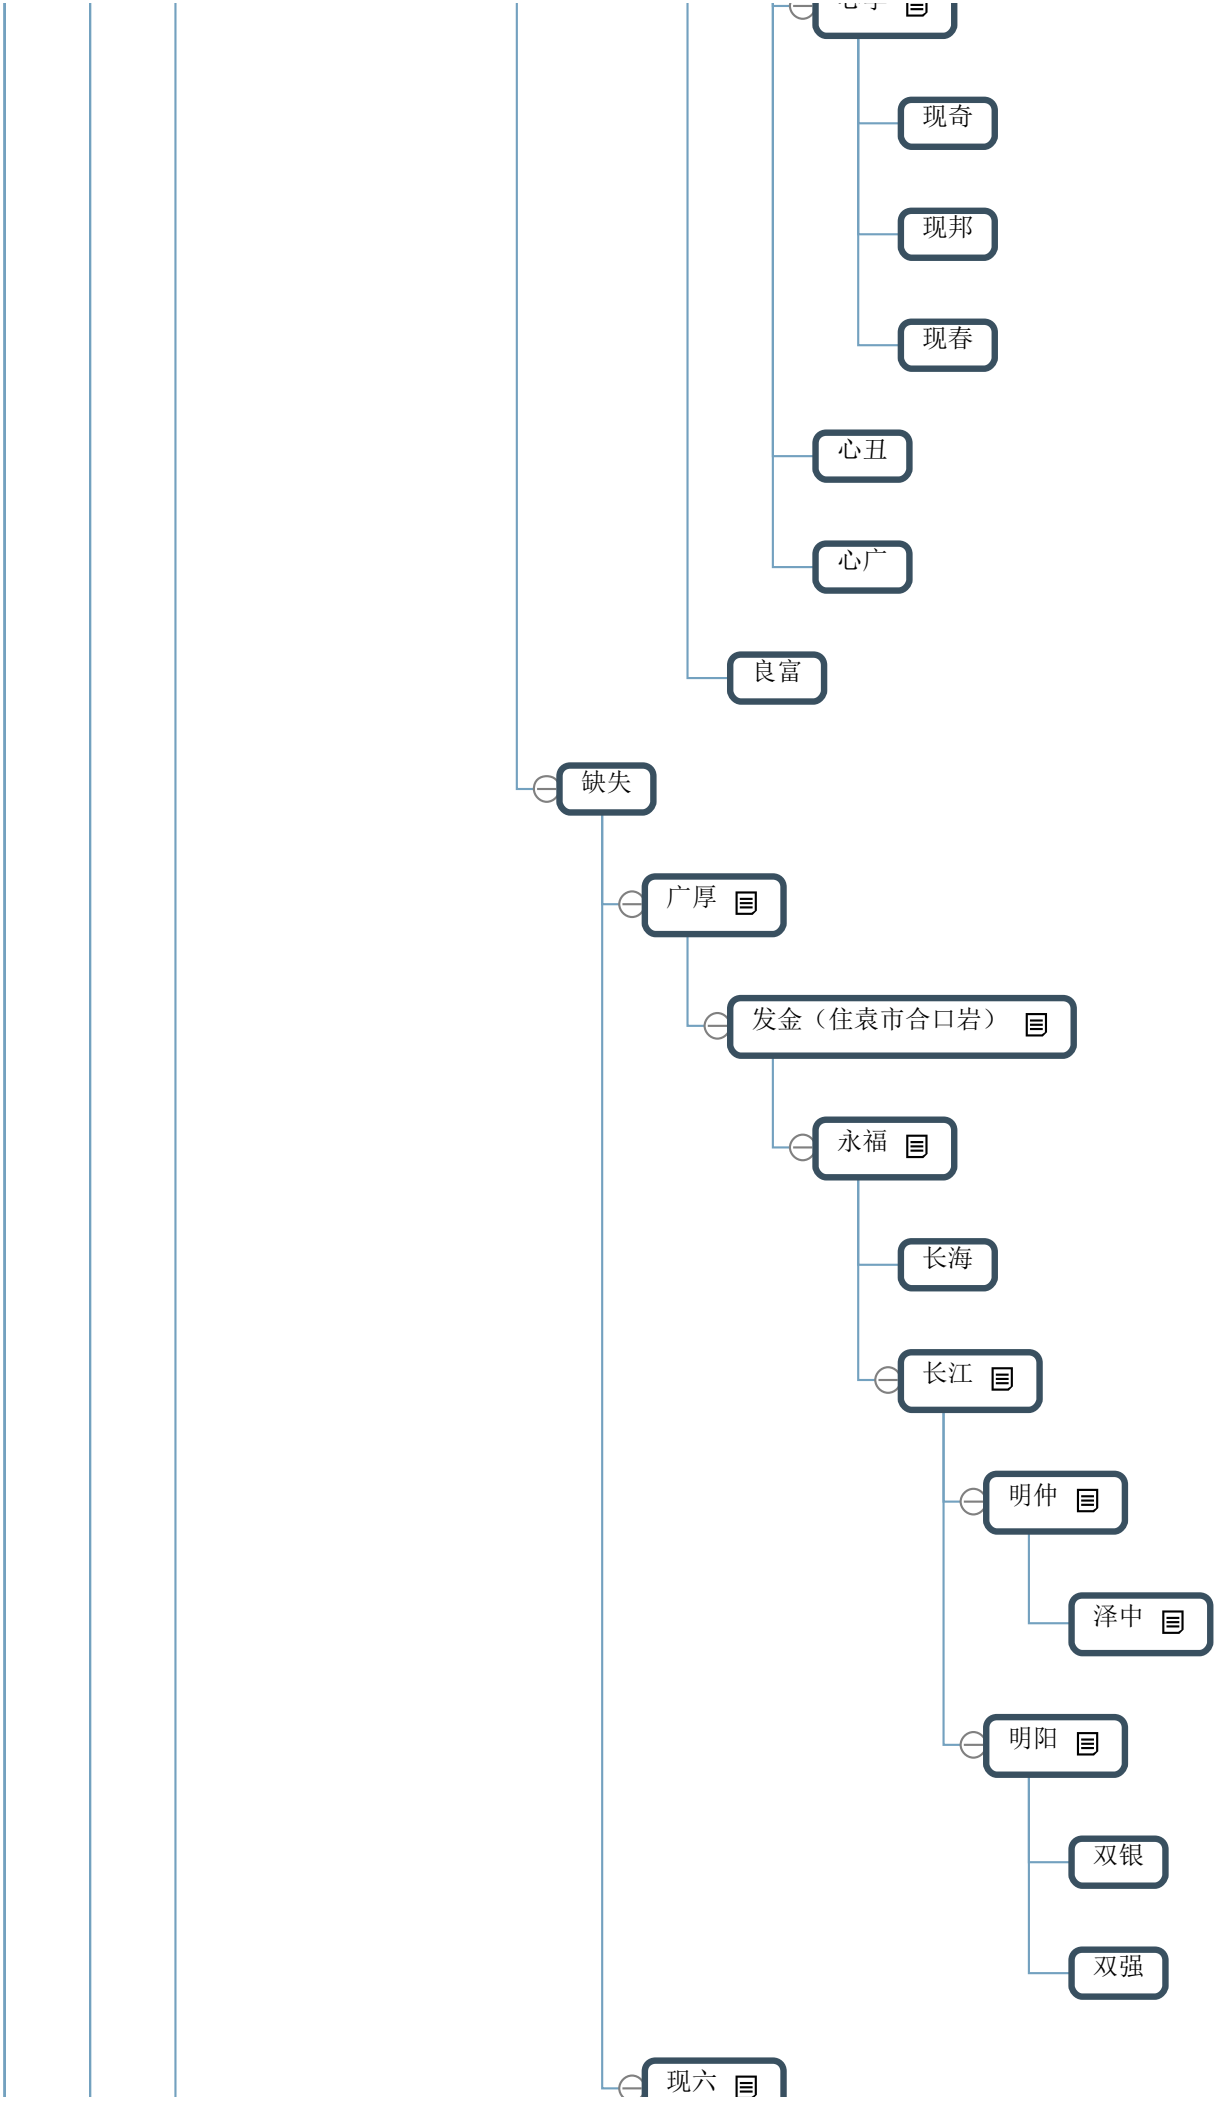 现奇
现邦
现春
心丑
心广
良富
缺失
广厚
发金（住袁市合口岩）
永福
长海
长江
明仲
泽中
明阳
双银
双强
现六